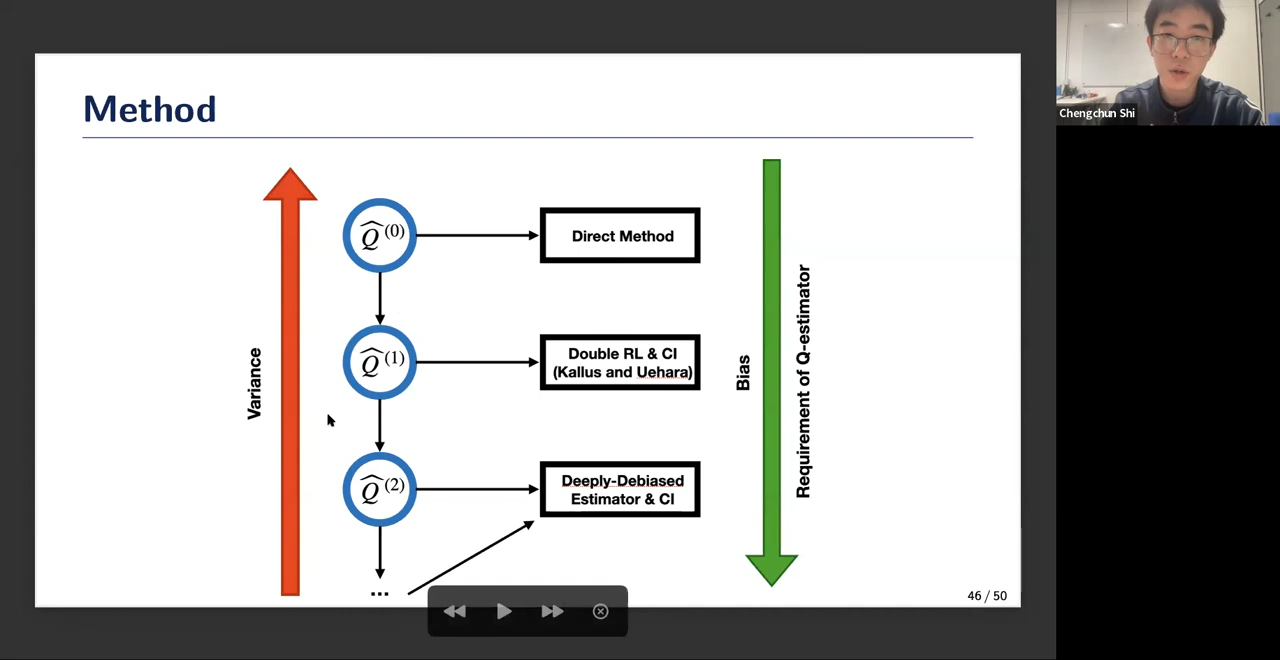 Method
Variance
Q̂⁽⁰⁾
Direct Method
Q̂⁽¹⁾
Double RL & CI
(Kallus and Uehara)
Q̂⁽²⁾
Deeply-Debiased
Estimator & CI
...
Bias
Requirement of Q-estimator
46 / 50
Chengchun Shi